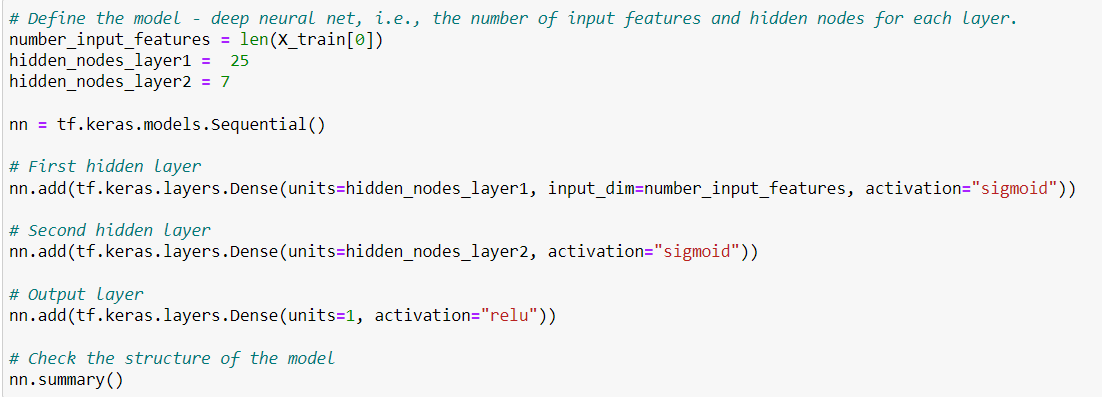 # Define the model - deep neural net, i.e., the number of input features and hidden nodes for each layer.
number_input_features = len(X_train[0])
hidden_nodes_layer1 =  25
hidden_nodes_layer2 = 7
nn = tf.keras.models.Sequential()
# First hidden layer
nn.add(tf.keras.layers.Dense(units=hidden_nodes_layer1, input_dim=number_input_features, activation="sigmoid"))
# Second hidden layer
nn.add(tf.keras.layers.Dense(units=hidden_nodes_layer2, activation="sigmoid"))
# Output layer
nn.add(tf.keras.layers.Dense(units=1, activation="relu"))
# Check the structure of the model
nn.summary()